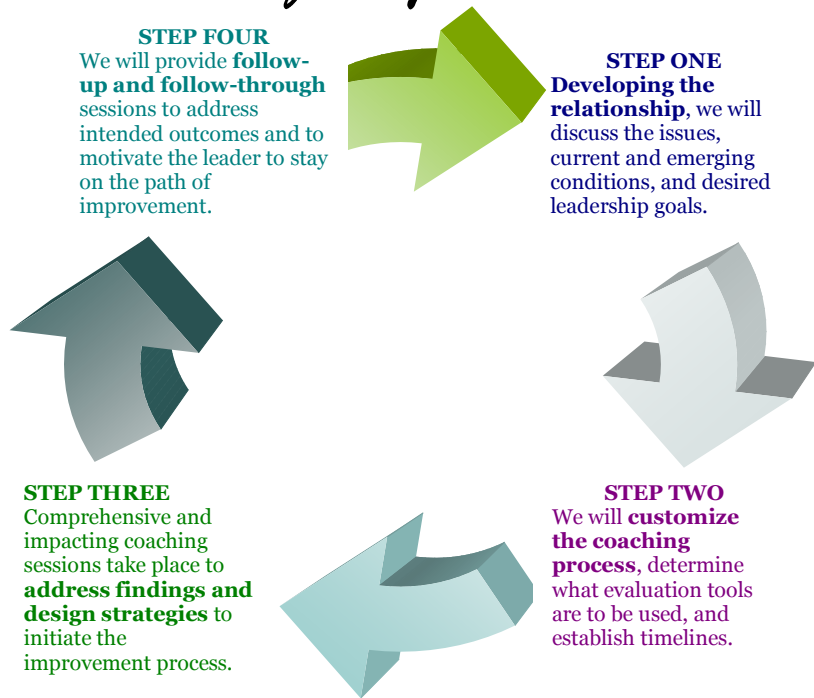 STEP FOUR
We will provide follow-
up and follow-through
sessions to address
intended outcomes and to
motivate the leader to stay
on the path of
improvement.
STEP ONE
Developing the
relationship, we will
discuss the issues,
current and emerging
conditions, and desired
leadership goals.
STEP THREE
Comprehensive and
impacting coaching
sessions take place to
address findings and
design strategies to
initiate the
improvement process.
STEP TWO
We will customize
the coaching
process, determine
what evaluation tools
are to be used, and
establish timelines.